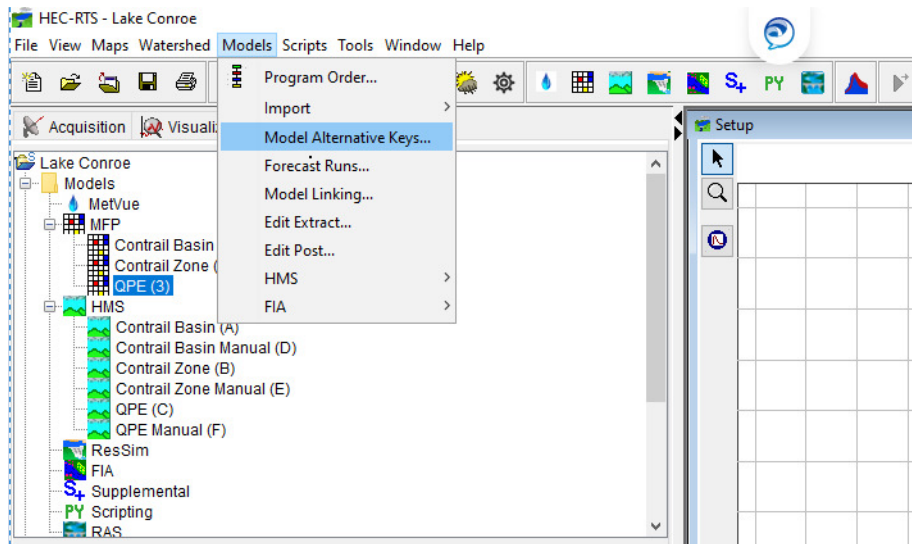 HEC-RTS - Lake Conroe
File View Maps Watershed Models Scripts Tools Window Help
Program Order...
Import
Model Alternative Keys...
Forecast Runs...
Model Linking...
Edit Extract...
Edit Post...
HMS
FIA
S+ PY
Acquisition
Setup
Lake Conroe
Models
MetVue
MFP
Contrail Basin
Contrail Zone (
QPE (3)
HMS
Contrail Basin (A)
Contrail Basin Manual (D)
Contrail Zone (B)
Contrail Zone Manual (E)
QPE (C)
QPE Manual (F)
ResSim
FIA
S+ Supplemental
PY Scripting
RAS